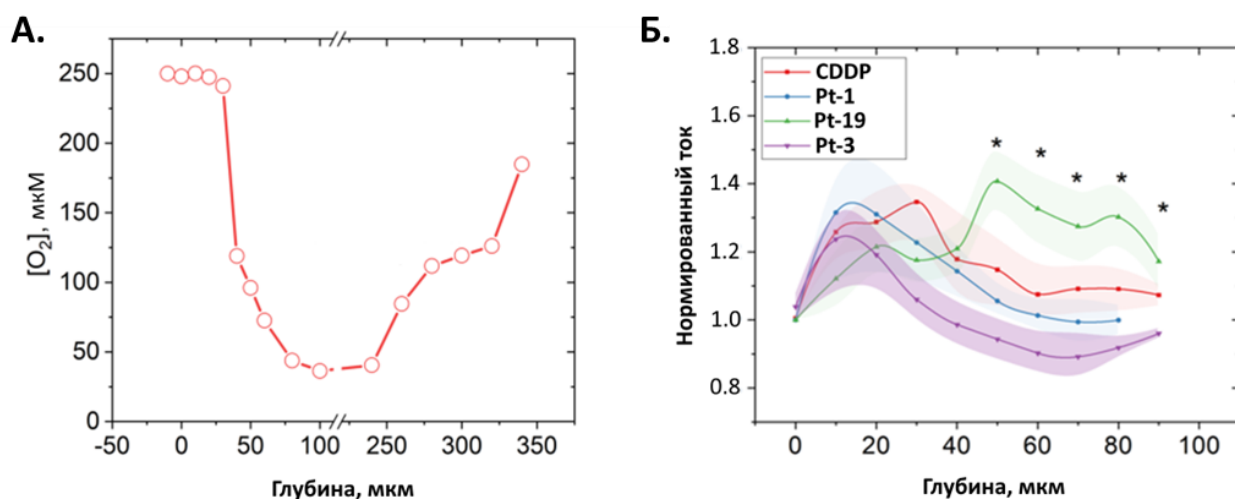 А.
[O₂], мкМ
250
200
150
100
50
0
-50 0 50 100 250 300 350
Глубина, мкм
Б.
Нормированный ток
1.8
1.6
1.4
1.2
1.0
0.8
CDDP
Pt-1
Pt-19
Pt-3
* * * * *
0 20 40 60 80 100
Глубина, мкм